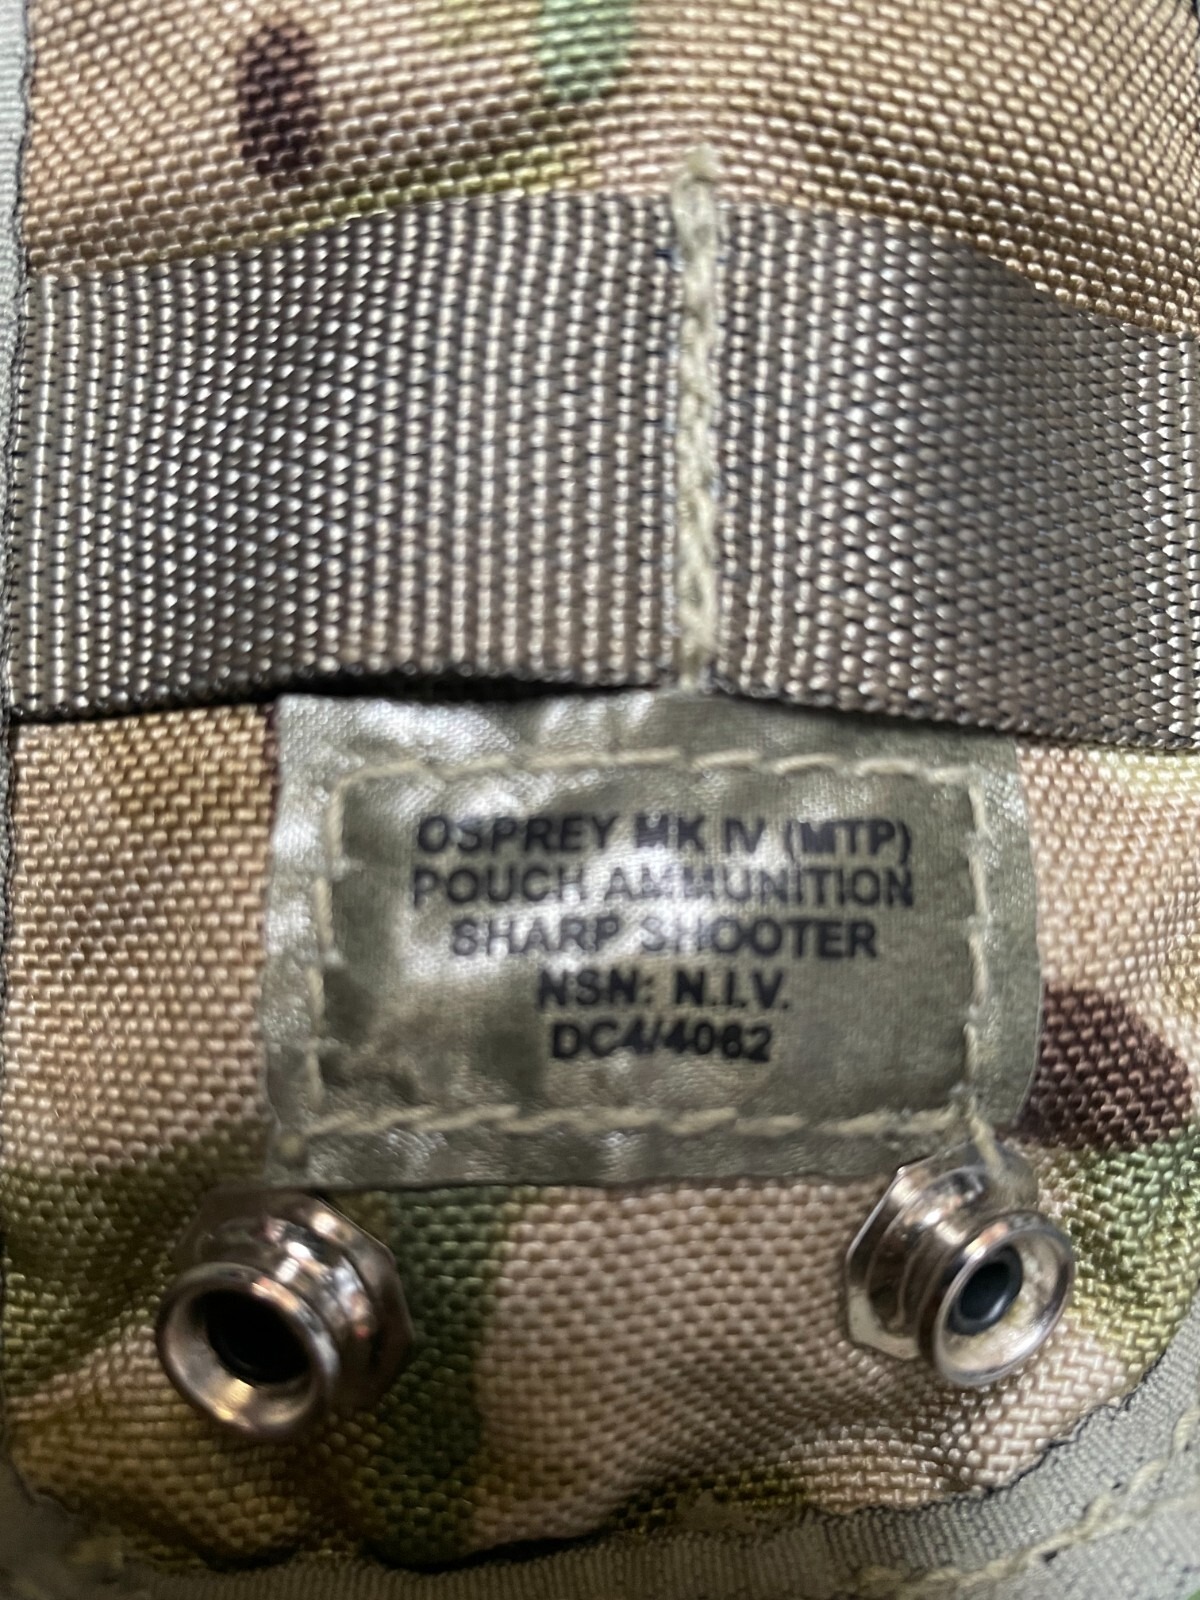 OSPREY MK IV (MTP)
POUCH AMMUNITION
SHARP SHOOTER
NSN: N.I.V.
DC4/4062